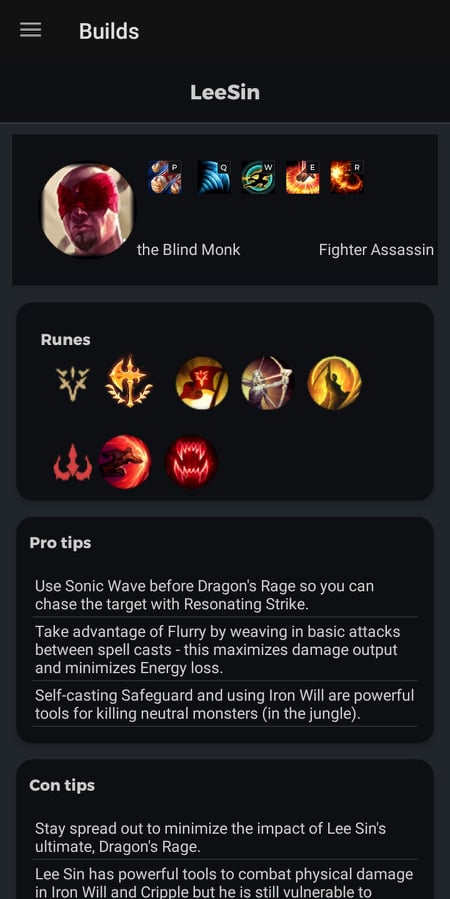 Builds
LeeSin
P Q W E R
the Blind Monk Fighter Assassin
Runes
Pro tips
Use Sonic Wave before Dragon's Rage so you can
chase the target with Resonating Strike.
Take advantage of Flurry by weaving in basic attacks
between spell casts - this maximizes damage output
and minimizes Energy loss.
Self-casting Safeguard and using Iron Will are powerful
tools for killing neutral monsters (in the jungle).
Con tips
Stay spread out to minimize the impact of Lee Sin's
ultimate, Dragon's Rage.
Lee Sin has powerful tools to combat physical damage
in Iron Will and Cripple but he is still vulnerable to